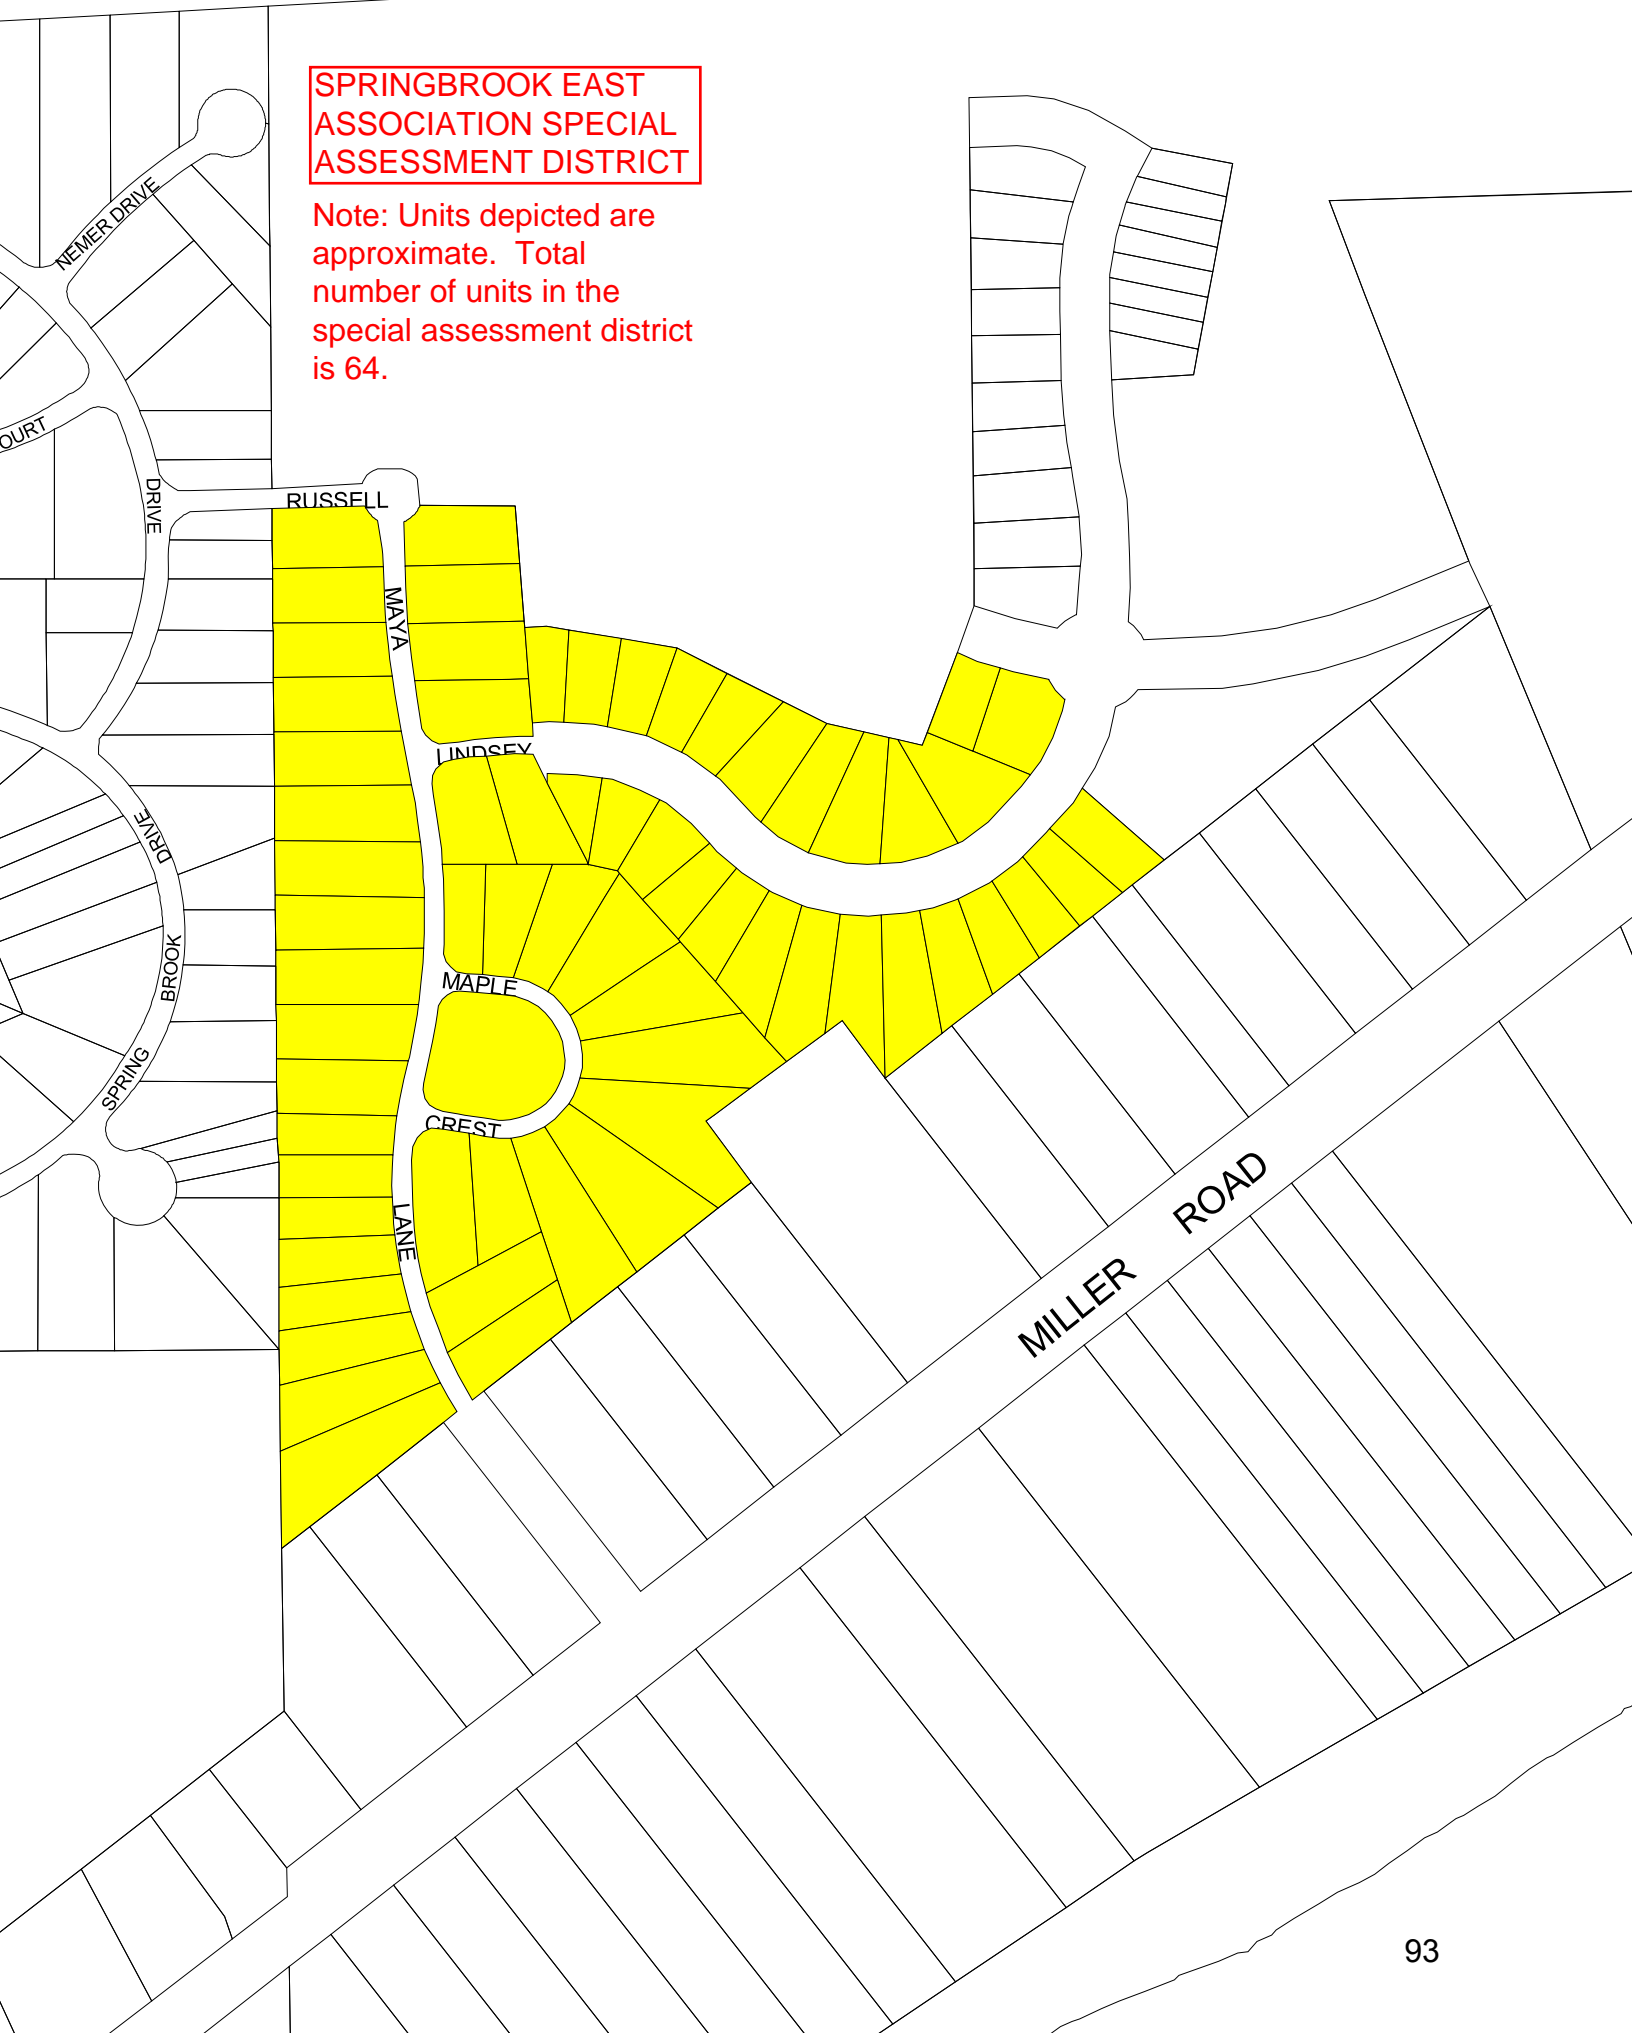 SPRINGBROOK EAST
ASSOCIATION SPECIAL
ASSESSMENT DISTRICT
Note: Units depicted are
approximate. Total
number of units in the
special assessment district
is 64.
NEMER DRIVE
OURT
DRIVE
RUSSELL
MAYA
LINDSEY
DRIVE
BROOK
MAPLE
SPRING
CREST
LANE
MILLER ROAD
93